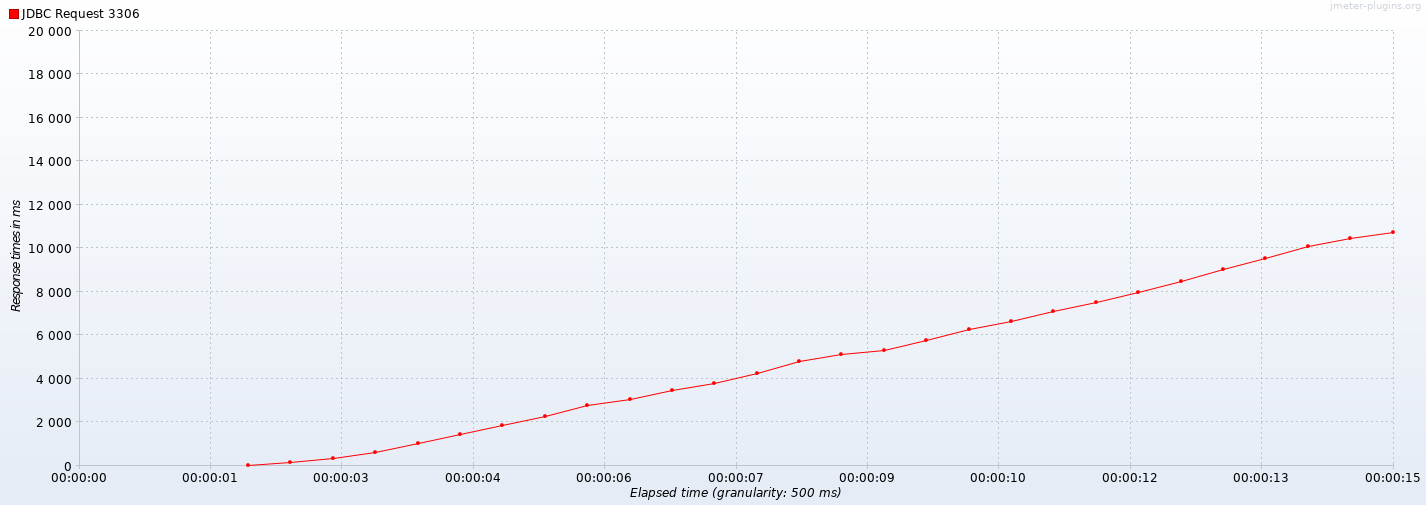 JDBC Request 3306
jmeter-plugins.org
20 000
18 000
16 000
14 000
12 000
10 000
8 000
6 000
4 000
2 000
0
Response times in ms
00:00:00 00:00:01 00:00:03 00:00:04 00:00:06 00:00:07 00:00:09 00:00:10 00:00:12 00:00:13 00:00:15
Elapsed time (granularity: 500 ms)